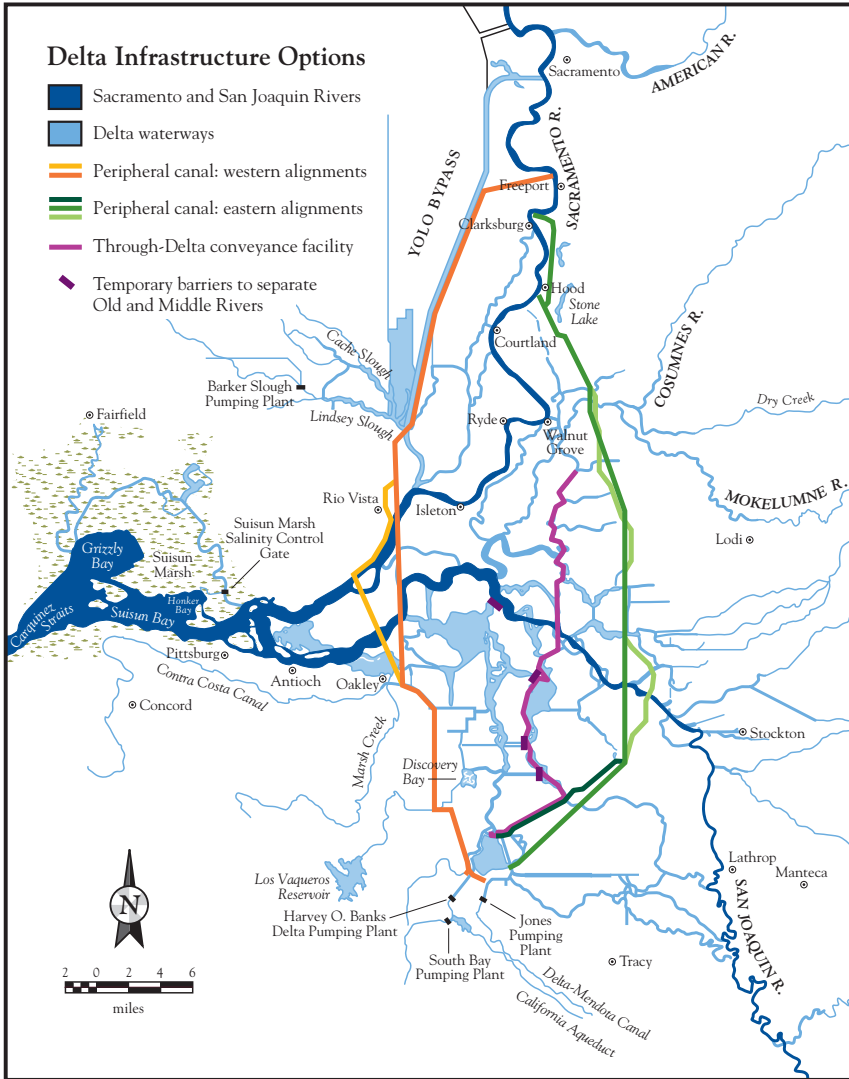 Delta Infrastructure Options
Sacramento and San Joaquin Rivers
Delta waterways
Peripheral canal: western alignments
Peripheral canal: eastern alignments
Through-Delta conveyance facility
Temporary barriers to separate
Old and Middle Rivers
Sacramento
AMERICAN R.
SACRAMENTO R.
YOLO BYPASS
Freeport
Clarksburg
Hood
Stone
Lake
Courtland
COSUMNES R.
Cache Slough
Barker Slough
Pumping Plant
Lindsey Slough
Dry Creek
Fairfield
Ryde
Walnut
Grove
MOKELUMNE R.
Rio Vista
Isleton
Lodi
Suisun Marsh
Salinity Control
Gate
Grizzly
Bay
Suisun
Marsh
Honker
Bay
Suisun Bay
Carquinez
Straits
Pittsburg
Antioch
Oakley
Contra Costa
Canal
Concord
Stockton
Marsh Creek
Discovery
Bay
Los Vaqueros
Reservoir
Lathrop
Manteca
SAN JOAQUIN R.
Harvey O. Banks
Delta Pumping Plant
Jones
Pumping
Plant
South Bay
Pumping Plant
Tracy
Delta-Mendota Canal
California Aqueduct
N
2 0 2 4 6
miles